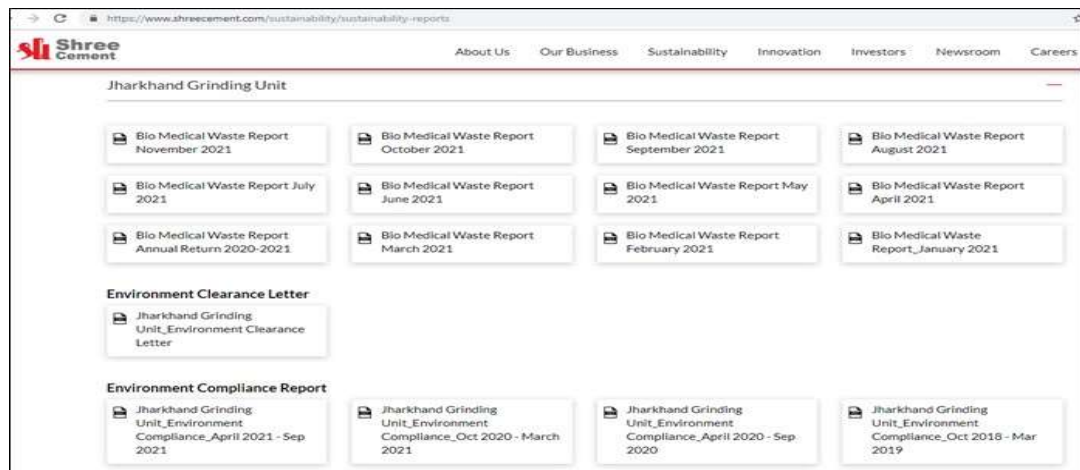 https://www.shreecement.com/sustainability/sustainability-reports
Shree
Cement
About Us Our Business Sustainability Innovation Investors Newsroom Careers
Jharkhand Grinding Unit
Bio Medical Waste Report
November 2021
Bio Medical Waste Report
October 2021
Bio Medical Waste Report
September 2021
Bio Medical Waste Report
August 2021
Bio Medical Waste Report July
2021
Bio Medical Waste Report
June 2021
Bio Medical Waste Report May
2021
Bio Medical Waste Report
April 2021
Bio Medical Waste Report
Annual Return 2020-2021
Bio Medical Waste Report
March 2021
Bio Medical Waste Report
February 2021
Bio Medical Waste
Report_January 2021
Environment Clearance Letter
Jharkhand Grinding
Unit_Environment Clearance
Letter
Environment Compliance Report
Jharkhand Grinding
Unit_Environment
Compliance_April 2021 - Sep
2021
Jharkhand Grinding
Unit_Environment
Compliance_Oct 2020 - March
2021
Jharkhand Grinding
Unit_Environment
Compliance_April 2020 - Sep
2020
Jharkhand Grinding
Unit_Environment
Compliance_Oct 2018 - Mar
2019